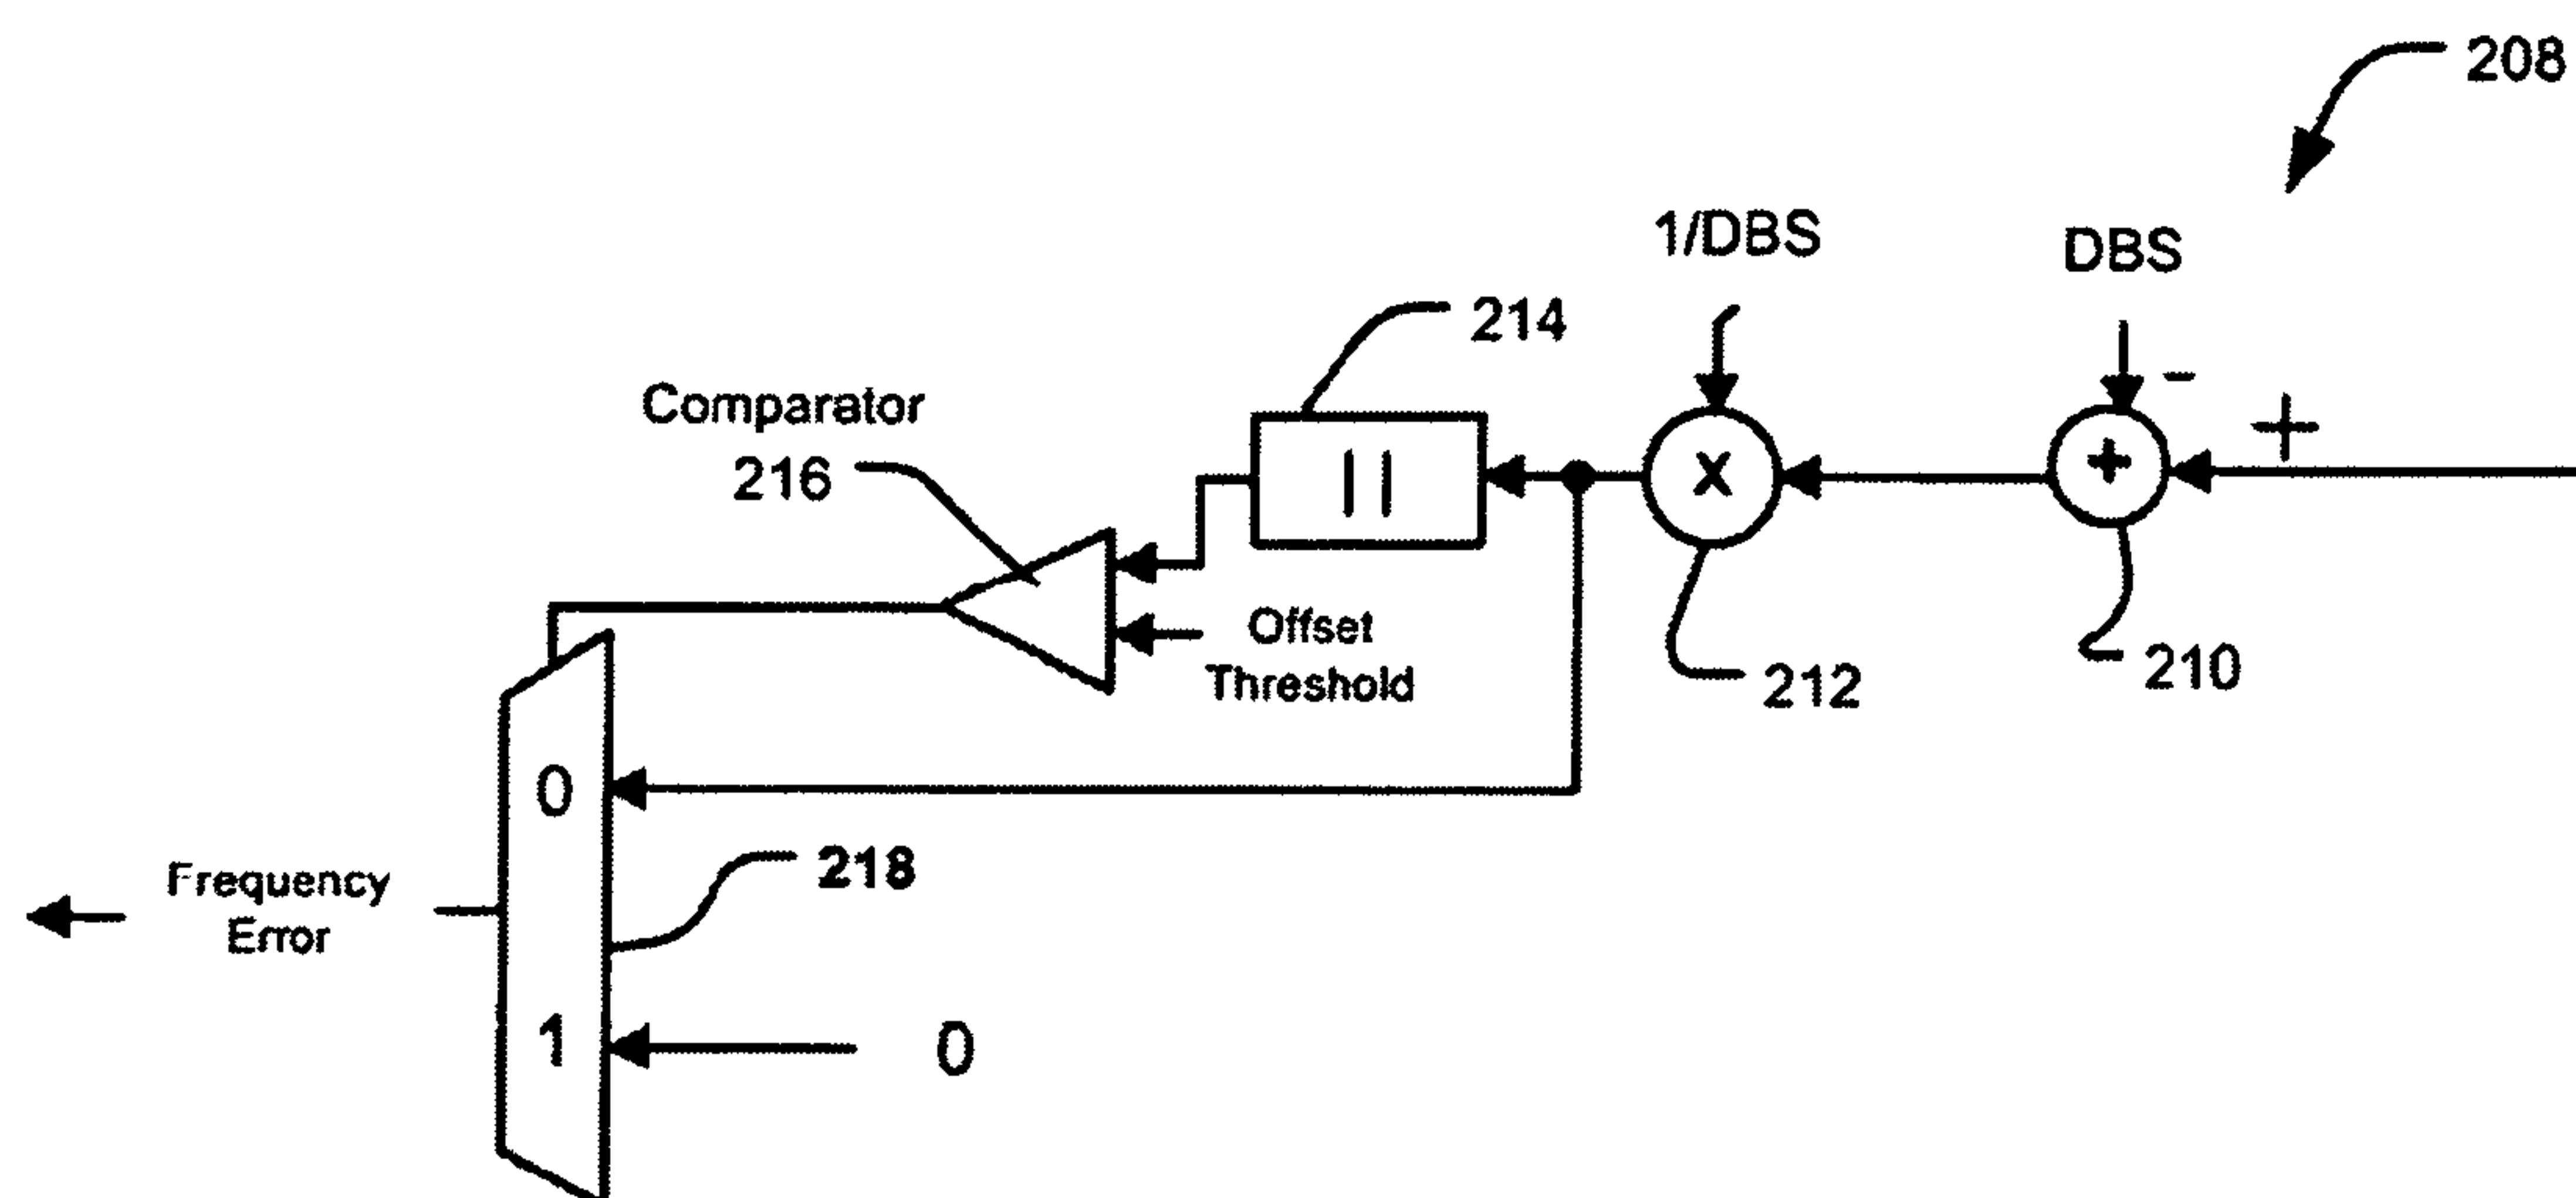 208
1/DBS
DBS
214
-
+
Comparator
216
||
X
+
Offset
Threshold
212
210
0
218
Frequency
Error
1
0